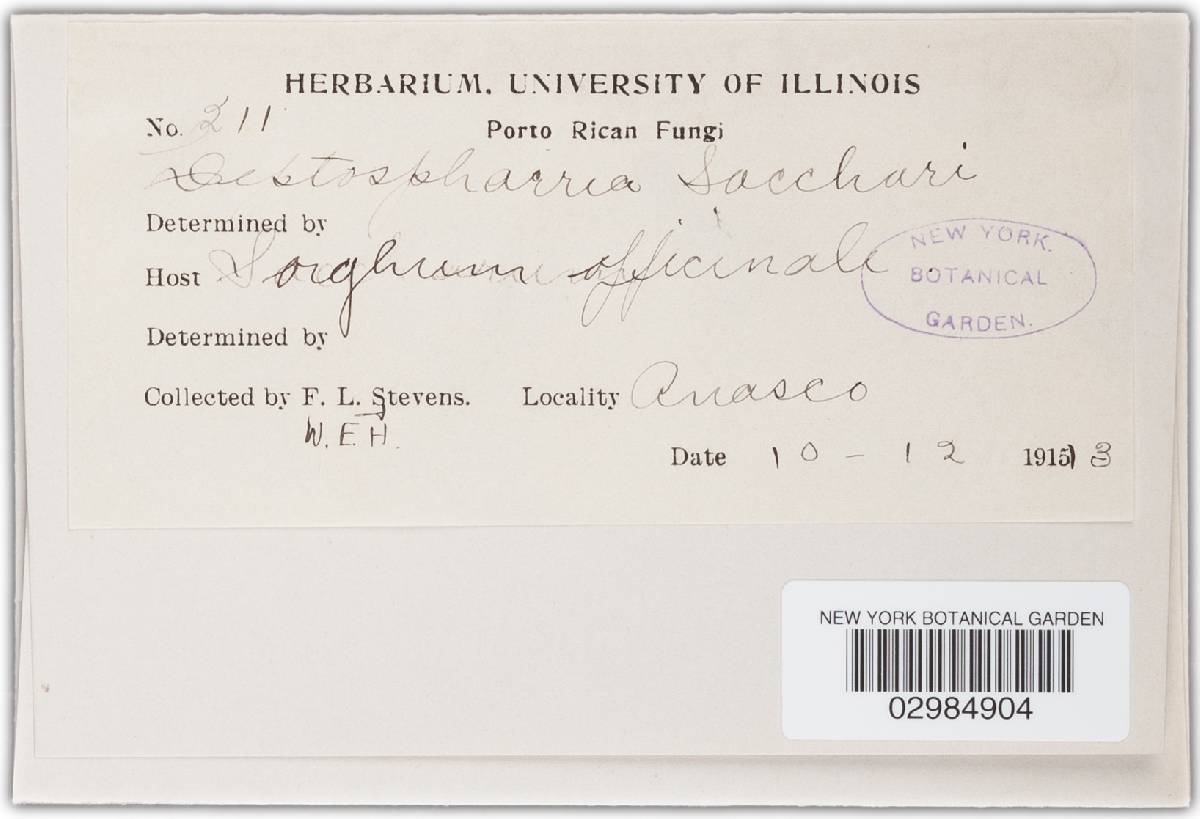 HERBARIUM, UNIVERSITY OF ILLINOIS
No. 211 Porto Rican Fungi
Leptosphaeria Sacchari
Determined by
Host Sorghum officinale
Determined by
Collected by F. L. Stevens. Locality Anasco
W. E. H.
Date 10 - 12 1913
NEW YORK.
BOTANICAL
GARDEN.
NEW YORK BOTANICAL GARDEN
02984904